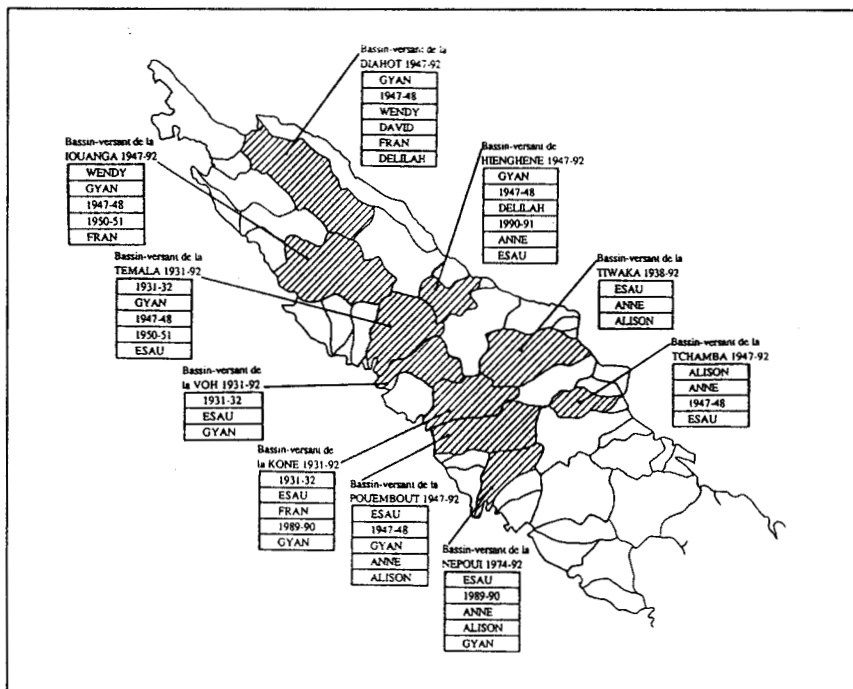 Bassin-versant de la
DIAHOT 1947-92
GYAN
1947-48
WENDY
DAVID
FRAN
DELILAH
Bassin-versant de la
IOUANGA 1947-92
WENDY
GYAN
1947-48
1950-51
FRAN
Bassin-versant de
HIENGHENE 1947-92
GYAN
1947-48
DELILAH
1990-91
ANNE
ESAU
Bassin-versant de la
TEMALA 1931-92
1931-32
GYAN
1947-48
1950-51
ESAU
Bassin-versant de la
TIWAKA 1938-92
ESAU
ANNE
ALISON
Bassin-versant de la
TCHAMBA 1947-92
ALISON
ANNE
1947-48
ESAU
Bassin-versant de
la VOH 1931-92
1931-32
ESAU
GYAN
Bassin-versant de
la KONE 1931-92
1931-32
ESAU
FRAN
1989-90
GYAN
Bassin-versant de la
POUEMBOUT 1947-92
ESAU
1947-48
GYAN
ANNE
ALISON
Bassin-versant de la
NEPOUI 1974-92
ESAU
1989-90
ANNE
ALISON
GYAN